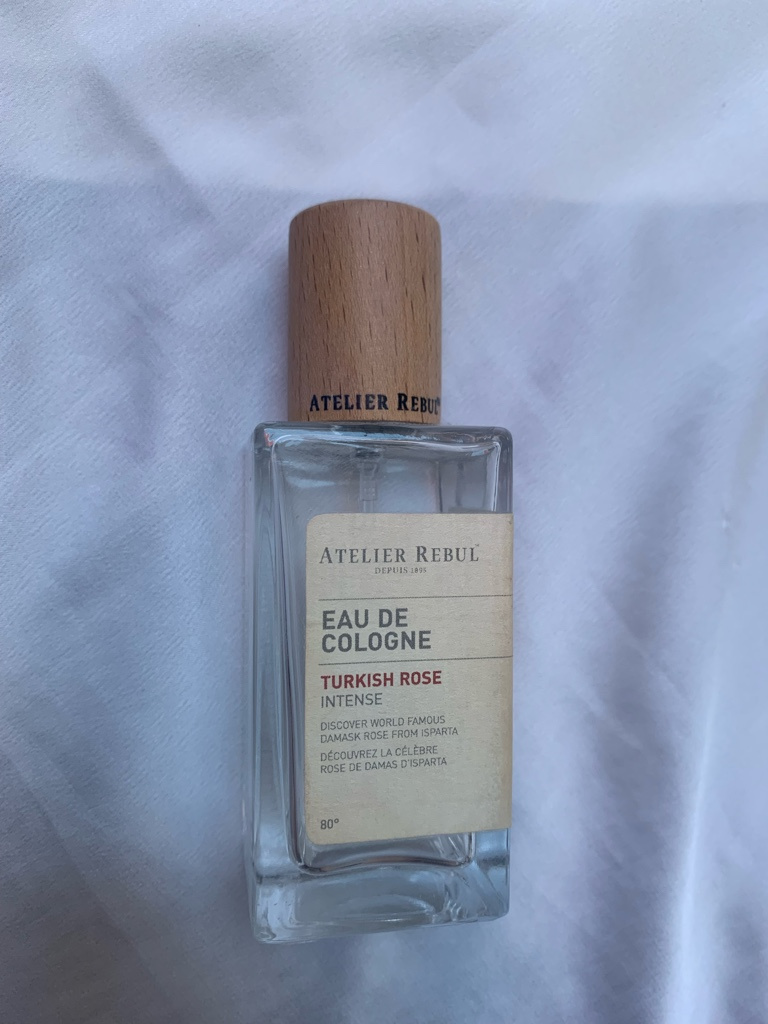 ATELIER REBUL
ATELIER REBUL™
DEPUIS 1895
EAU DE
COLOGNE
TURKISH ROSE
INTENSE
DISCOVER WORLD FAMOUS
DAMASK ROSE FROM ISPARTA
DÉCOUVREZ LA CÉLÈBRE
ROSE DE DAMAS D'ISPARTA
80°